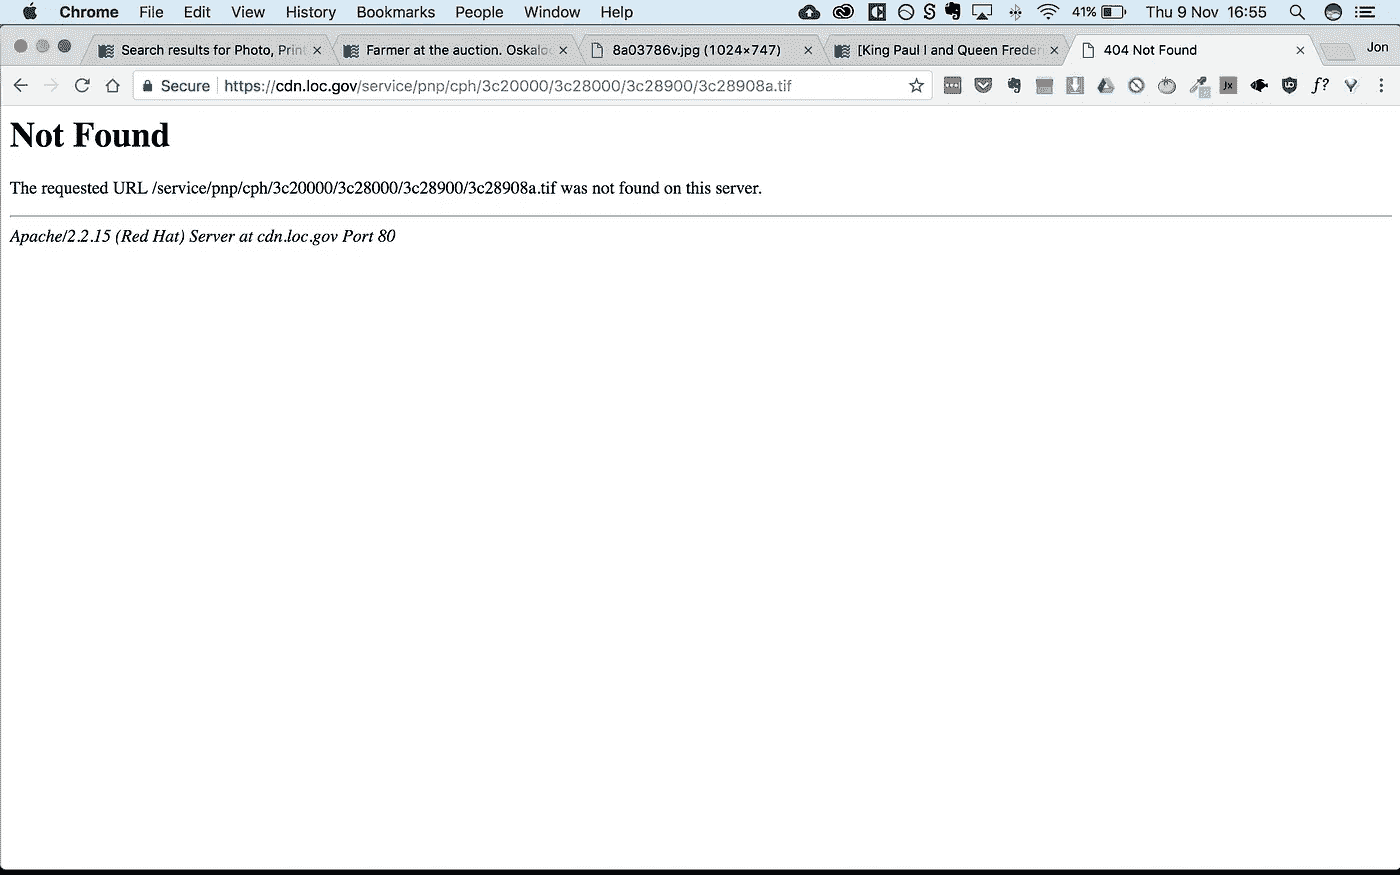 Chrome File Edit View History Bookmarks People Window Help 41% Thu 9 Nov 16:55
Search results for Photo, Print Farmer at the auction. Oskaloo 8a03786v.jpg (1024×747) [King Paul I and Queen Frederi 404 Not Found Jon
Secure https://cdn.loc.gov/service/pnp/cph/3c20000/3c28000/3c28900/3c28908a.tif
Not Found
The requested URL /service/pnp/cph/3c20000/3c28000/3c28900/3c28908a.tif was not found on this server.
Apache/2.2.15 (Red Hat) Server at cdn.loc.gov Port 80